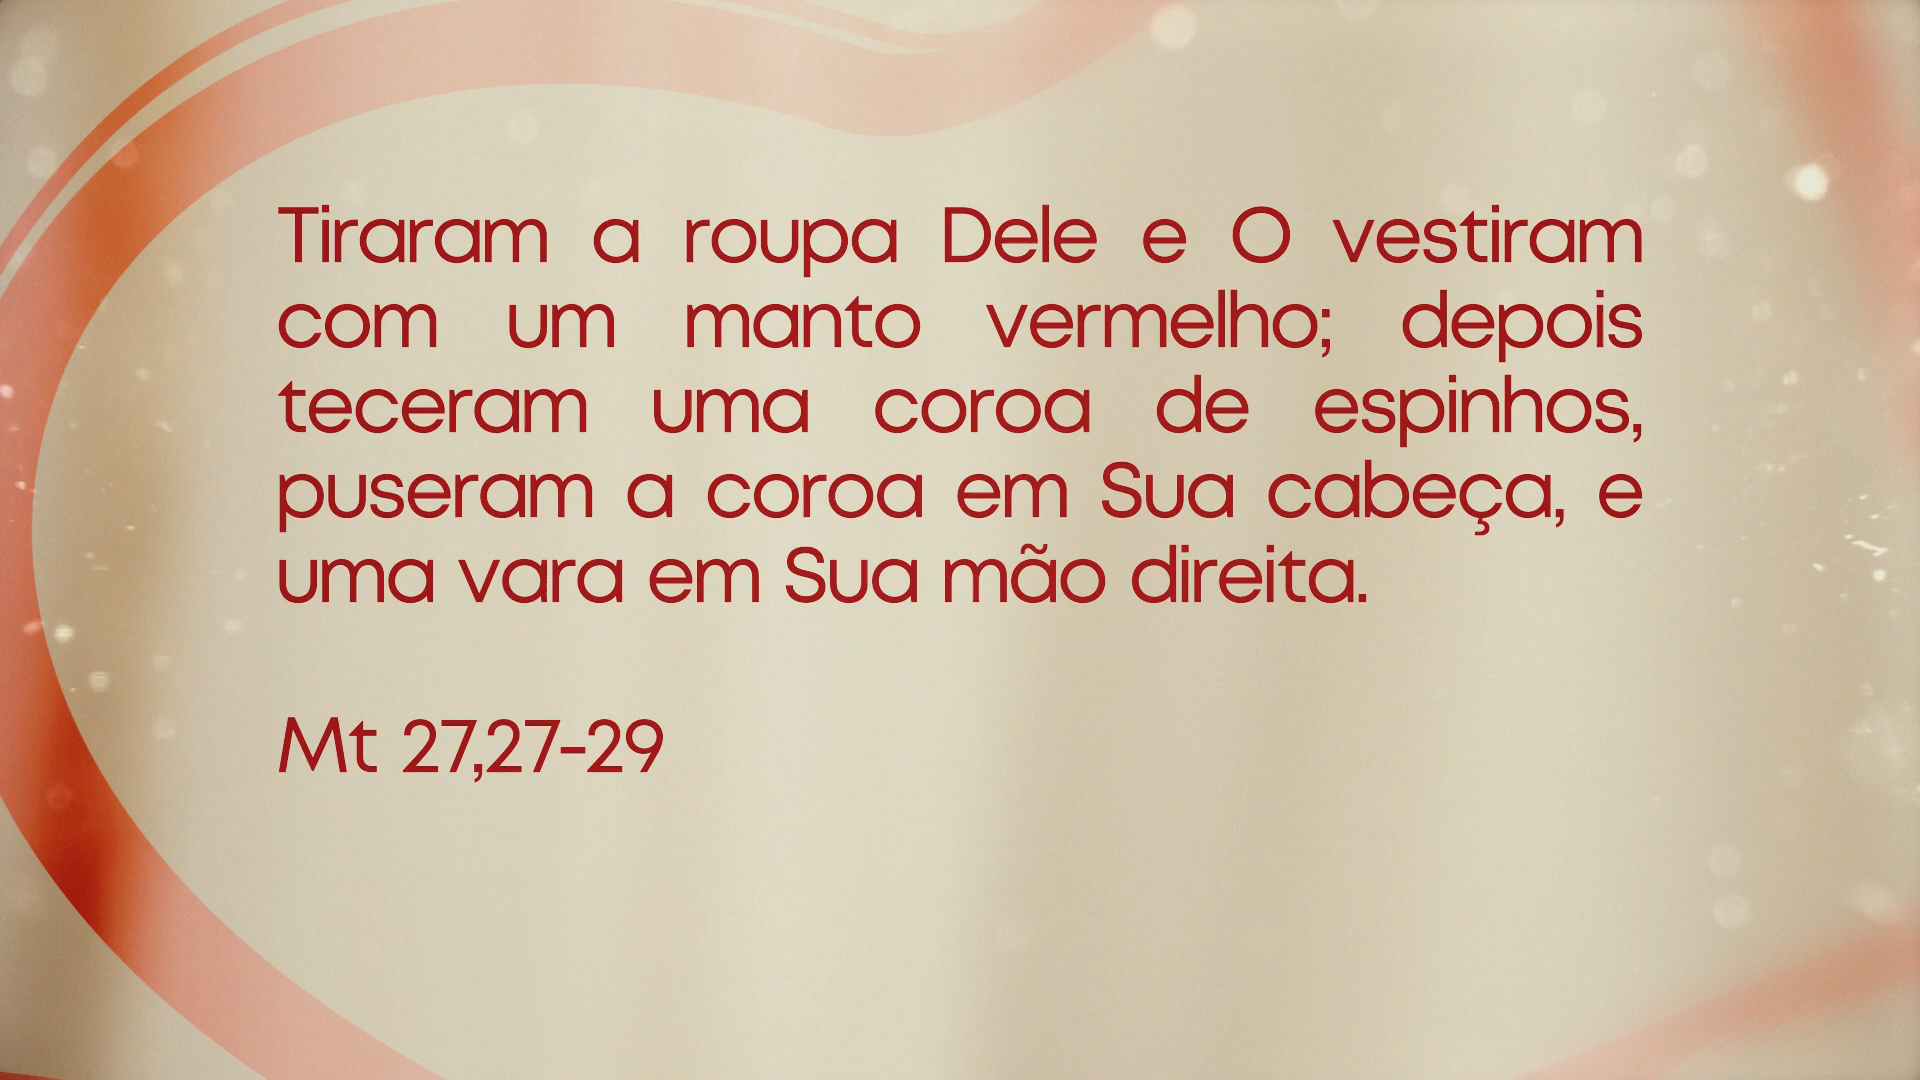 Tiraram a roupa Dele e O vestiram
com um manto vermelho; depois
teceram uma coroa de espinhos,
puseram a coroa em Sua cabeça, e
uma vara em Sua mão direita.
Mt 27,27-29